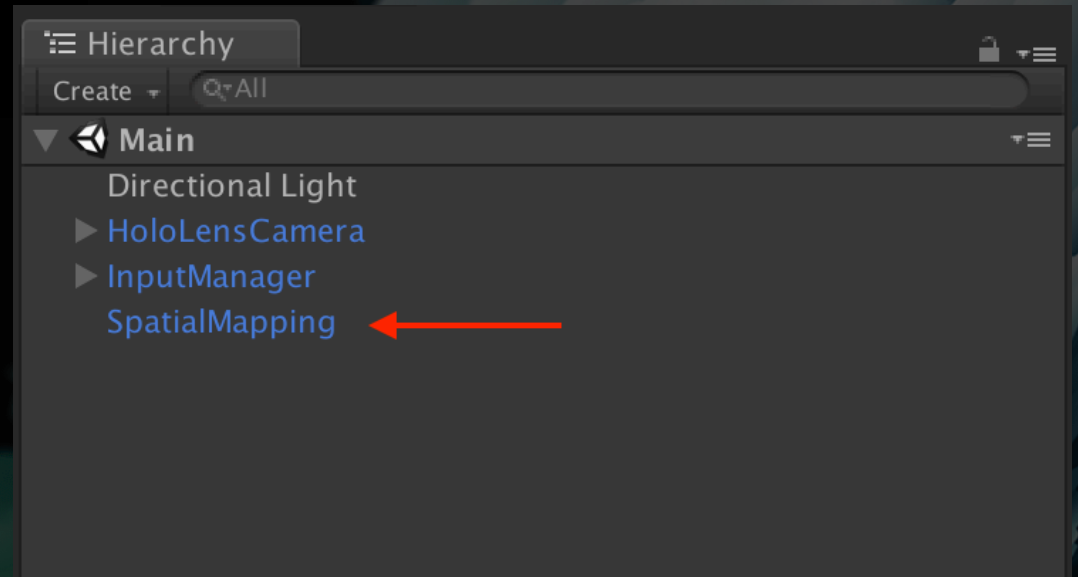 Hierarchy
Create All
Main
Directional Light
HoloLensCamera
InputManager
SpatialMapping